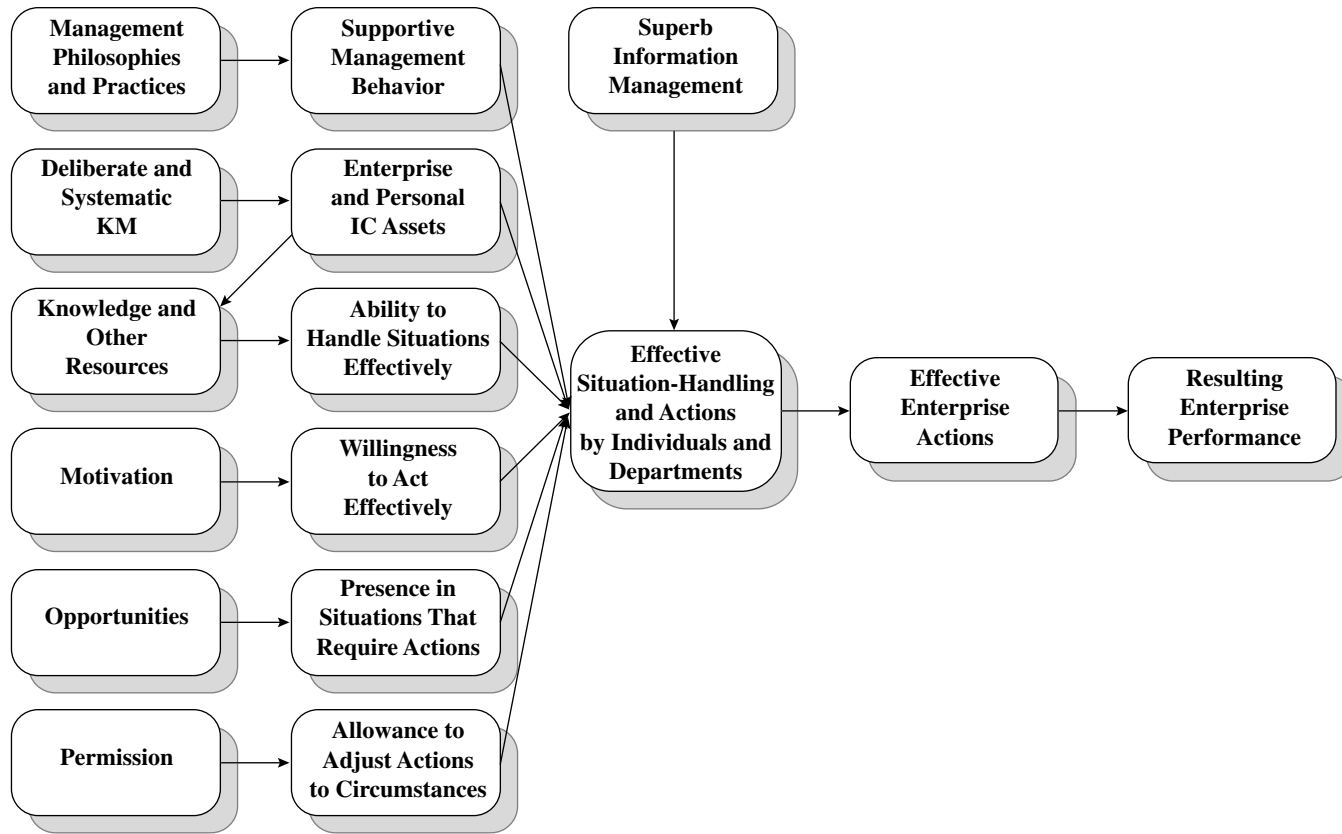 Management
Philosophies
and Practices
Supportive
Management
Behavior
Superb
Information
Management
Deliberate and
Systematic
KM
Enterprise
and Personal
IC Assets
Knowledge and
Other
Resources
Ability to
Handle Situations
Effectively
Effective
Situation-Handling
and Actions
by Individuals and
Departments
Effective
Enterprise
Actions
Resulting
Enterprise
Performance
Motivation
Willingness
to Act
Effectively
Opportunities
Presence in
Situations That
Require Actions
Permission
Allowance to
Adjust Actions
to Circumstances